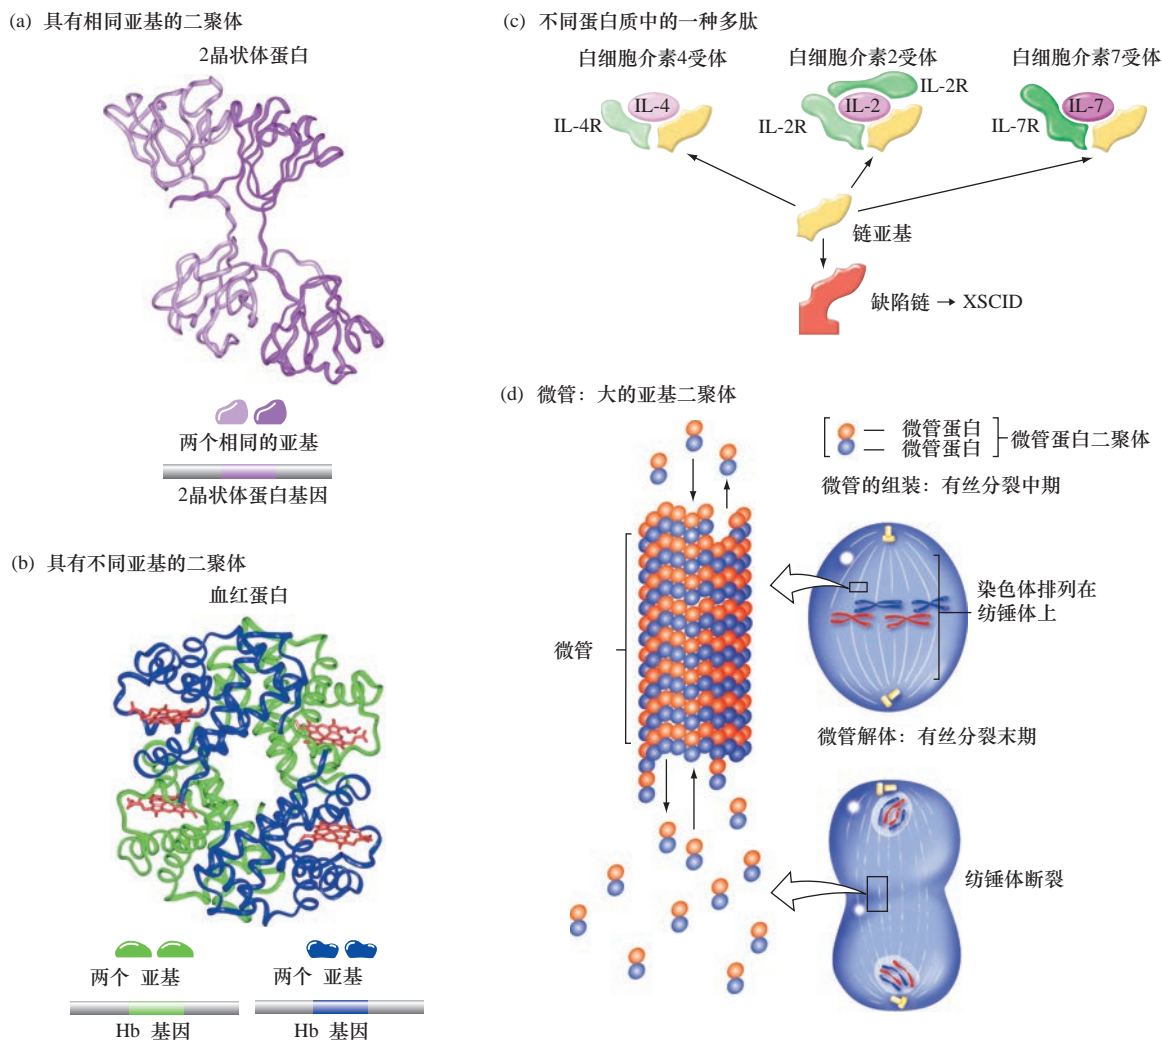 (a) 具有相同亚基的二聚体
2晶状体蛋白
两个相同的亚基
2晶状体蛋白基因
(b) 具有不同亚基的二聚体
血红蛋白
两个 亚基
两个 亚基
Hb 基因
Hb 基因
(c) 不同蛋白质中的一种多肽
白细胞介素4受体
白细胞介素2受体
白细胞介素7受体
IL-4
IL-4R
IL-2R
IL-2
IL-2R
IL-7
IL-7R
链亚基
缺陷链 → XSCID
(d) 微管：大的亚基二聚体
微管蛋白
微管蛋白
微管蛋白二聚体
微管的组装：有丝分裂中期
染色体排列在
纺锤体上
微管
微管解体：有丝分裂末期
纺锤体断裂